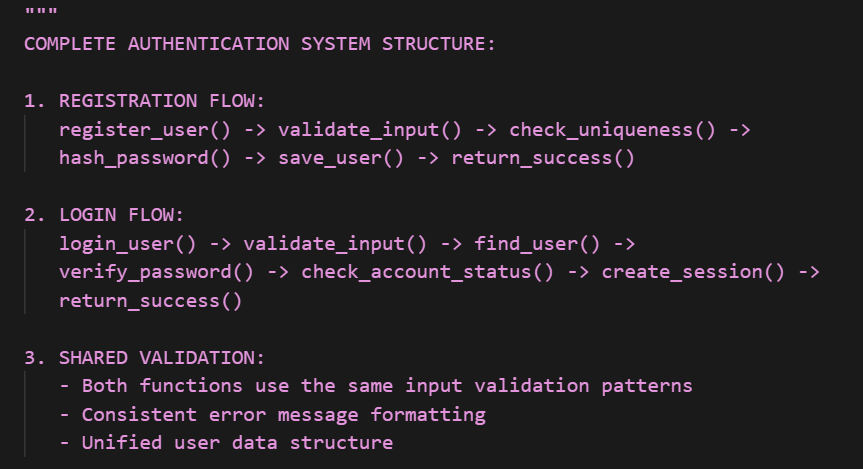 """
COMPLETE AUTHENTICATION SYSTEM STRUCTURE:
1. REGISTRATION FLOW:
register_user() -> validate_input() -> check_uniqueness() ->
hash_password() -> save_user() -> return_success()
2. LOGIN FLOW:
login_user() -> validate_input() -> find_user() ->
verify_password() -> check_account_status() -> create_session() ->
return_success()
3. SHARED VALIDATION:
- Both functions use the same input validation patterns
- Consistent error message formatting
- Unified user data structure